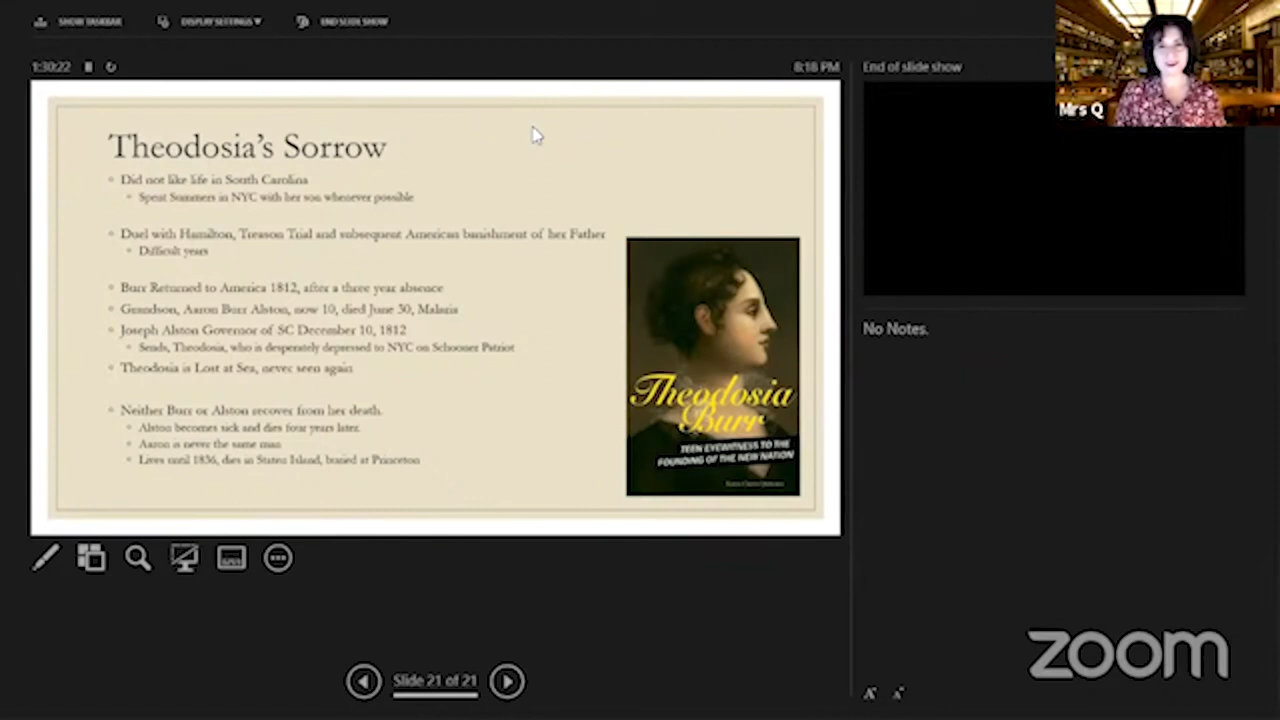 SHOW TASKBAR
DISPLAY SETTINGS ▼
END SLIDE SHOW
1:30:22
8:18 PM
End of slide show
Mrs Q
Theodosia's Sorrow
Did not like life in South Carolina
Spent Summers in NYC with her son whenever possible
Duel with Hamilton, Treason Trial and subsequent American banishment of her Father
Difficult years
Burr Returned to America 1812, after a three year absence
Grandson, Aaron Burr Alston, now 10, died June 30, Malaria
Joseph Alston Governor of SC December 10, 1812
Sends, Theodosia, who is desperately depressed to NYC on Schooner Patriot
Theodosia is Lost at Sea, never seen again
Neither Burr or Alston recover from her death.
Alston becomes sick and dies four years later.
Aaron is never the same man
Lives until 1836, dies in Staten Island, buried at Princeton
Theodosia
Burr
TEEN EYEWITNESS TO THE
FOUNDING OF THE NEW NATION
No Notes.
Slide 21 of 21
zoom